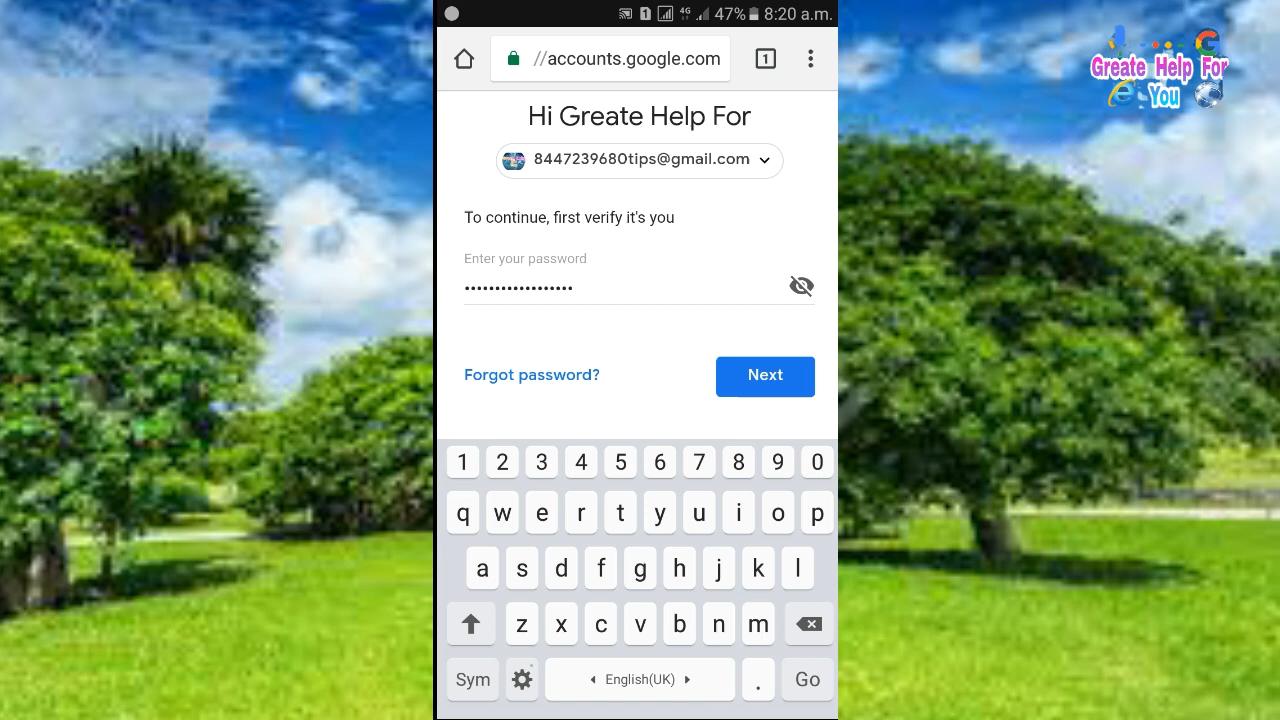 1 4G 47% 8:20 a.m.
//accounts.google.com 1
Greate Help For
You
Hi Greate Help For
8447239680tips@gmail.com
To continue, first verify it's you
Enter your password
••••••••••••••••••
Forgot password? Next
1 2 3 4 5 6 7 8 9 0
q w e r t y u i o p
a s d f g h j k l
z x c v b n m
Sym English(UK) . Go